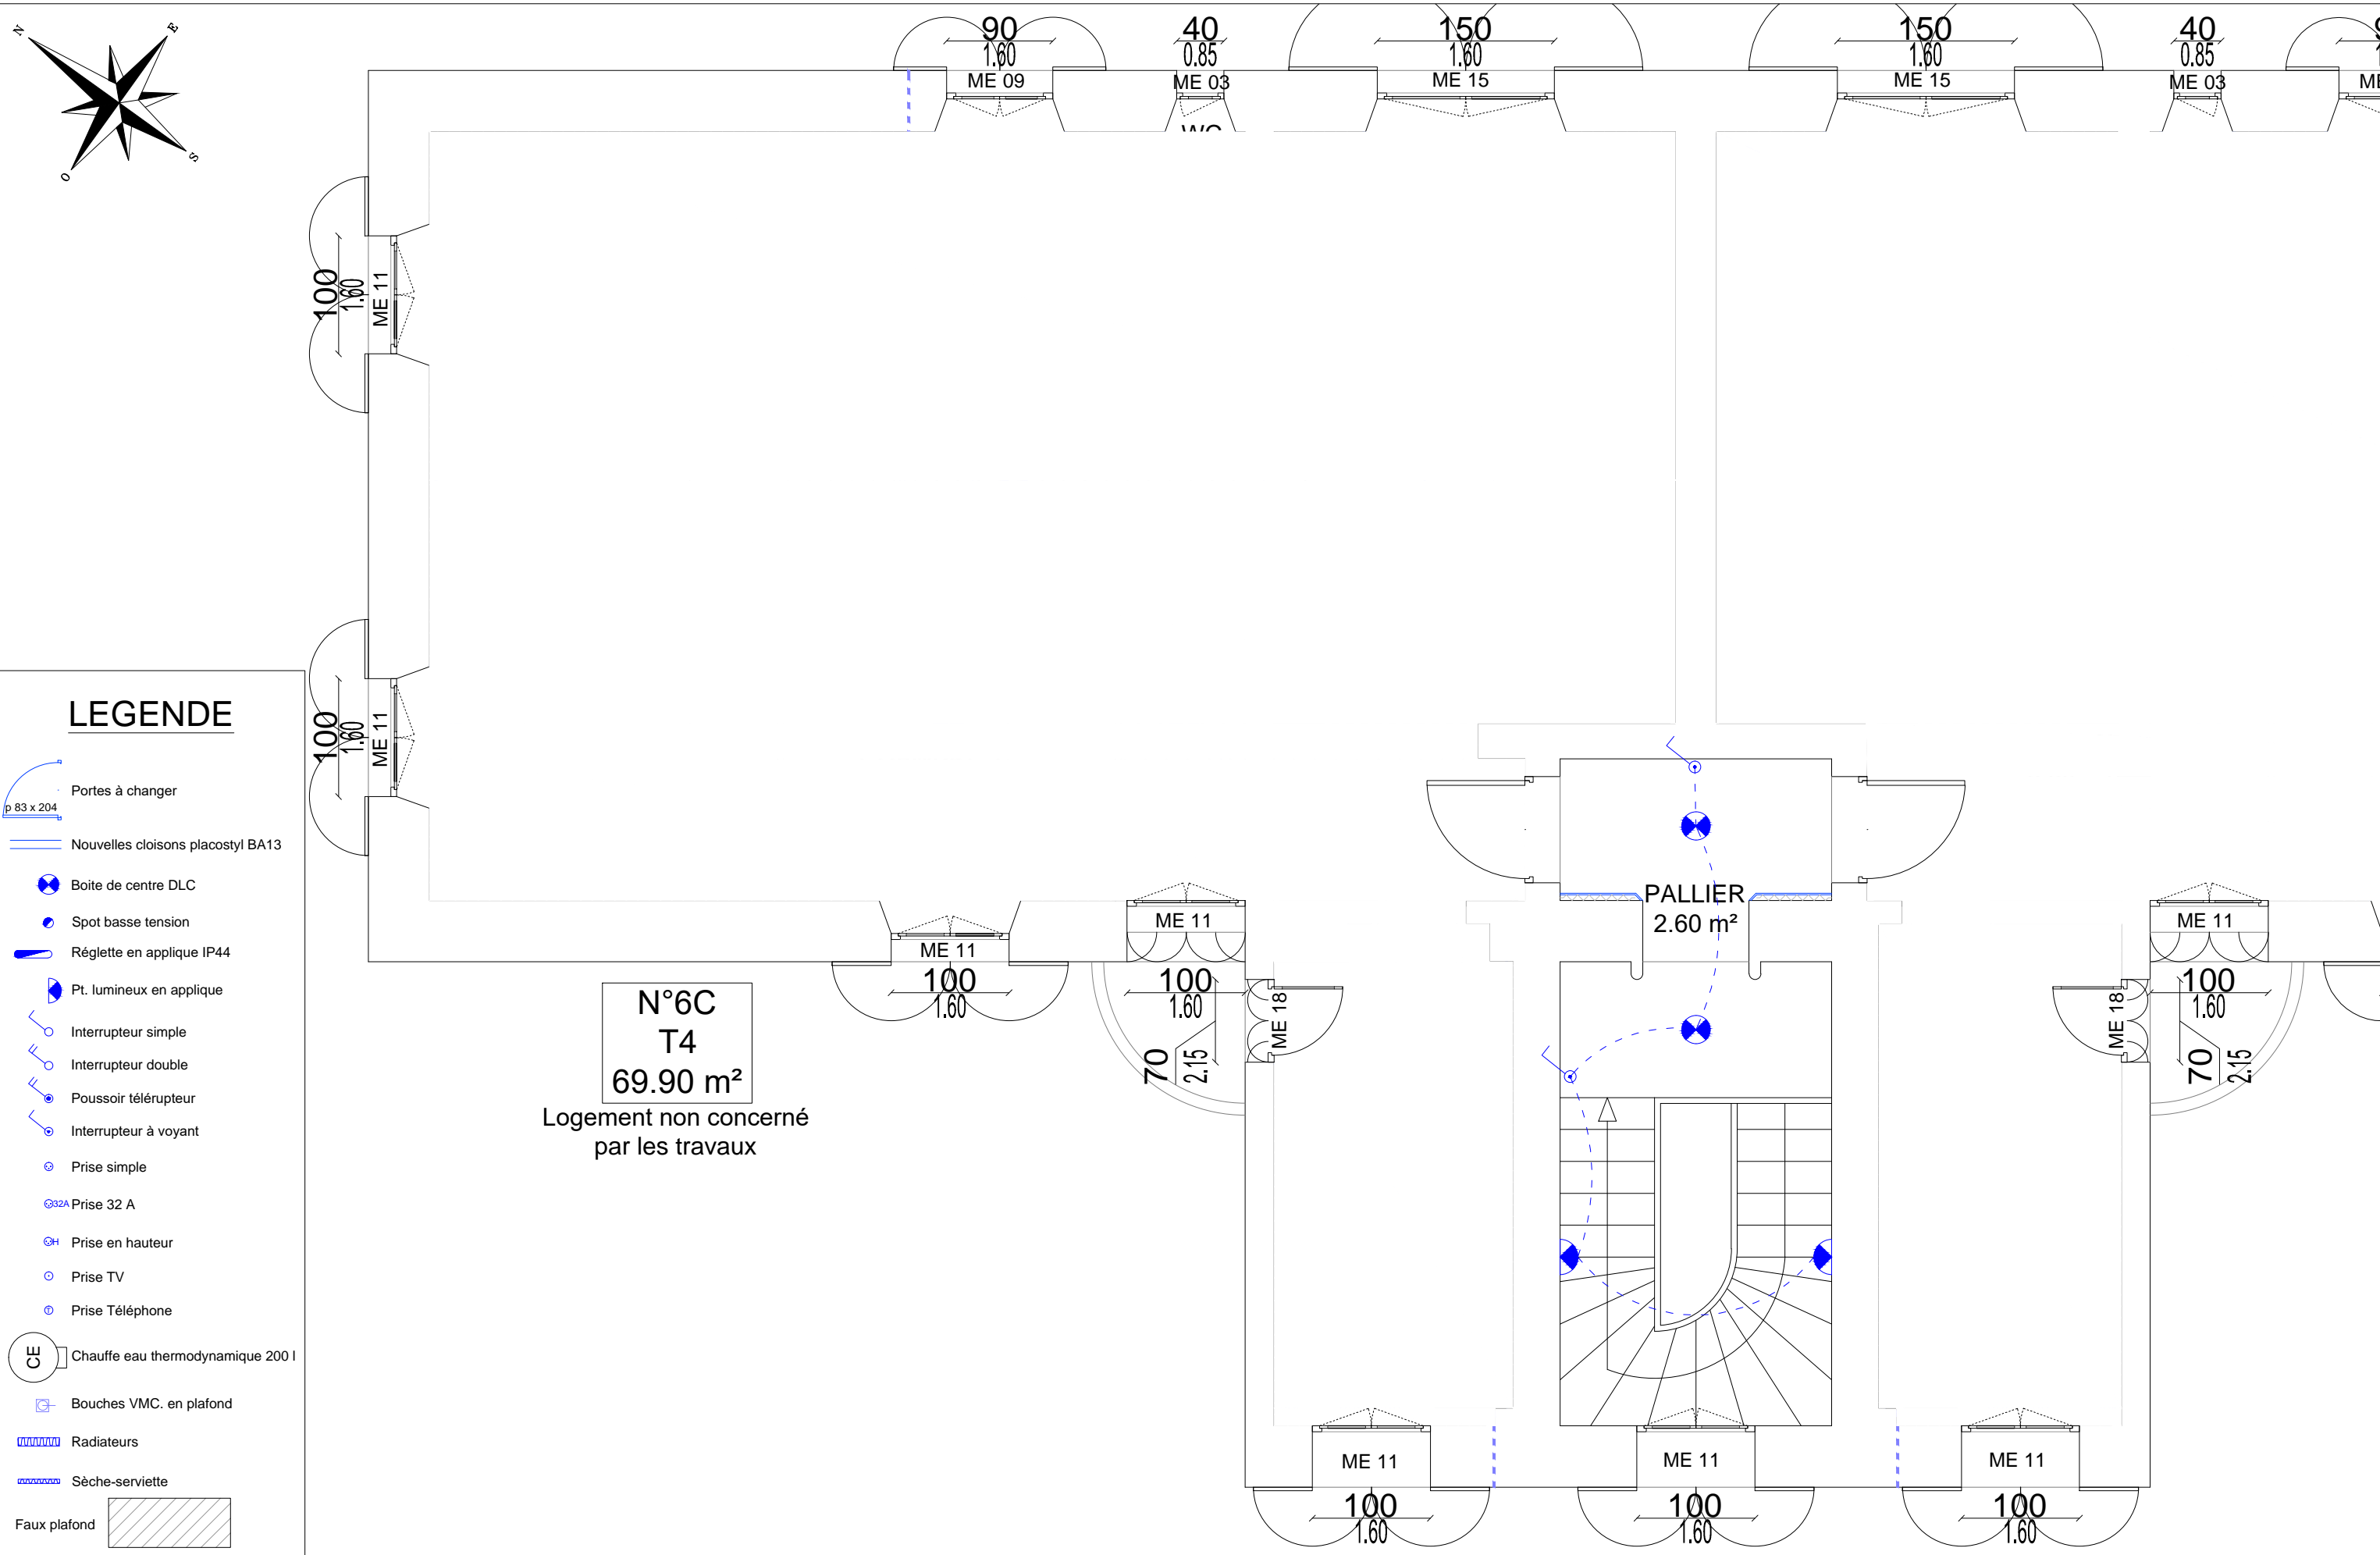 N
E
S
O
90
1.60
ME 09
40
0.85
ME 03
WC
150
1.60
ME 15
150
1.60
ME 15
40
0.85
ME 03
100
1.60
ME 11
100
1.60
ME 11
LEGENDE
p 83 x 204
Portes à changer
Nouvelles cloisons placostyl BA13
Boite de centre DLC
Spot basse tension
Réglette en applique IP44
Pt. lumineux en applique
Interrupteur simple
Interrupteur double
Poussoir télérupteur
Interrupteur à voyant
Prise simple
32A Prise 32 A
H Prise en hauteur
Prise TV
T Prise Téléphone
CE Chauffe eau thermodynamique 200 l
Bouches VMC. en plafond
Radiateurs
Sèche-serviette
Faux plafond
PALLIER
2.60 m²
ME 11
100
1.60
ME 11
100
1.60
ME 18
70
2.15
N°6C
T4
69.90 m²
Logement non concerné
par les travaux
ME 11
100
1.60
ME 18
70
2.15
ME 11
100
1.60
ME 11
100
1.60
ME 11
100
1.60